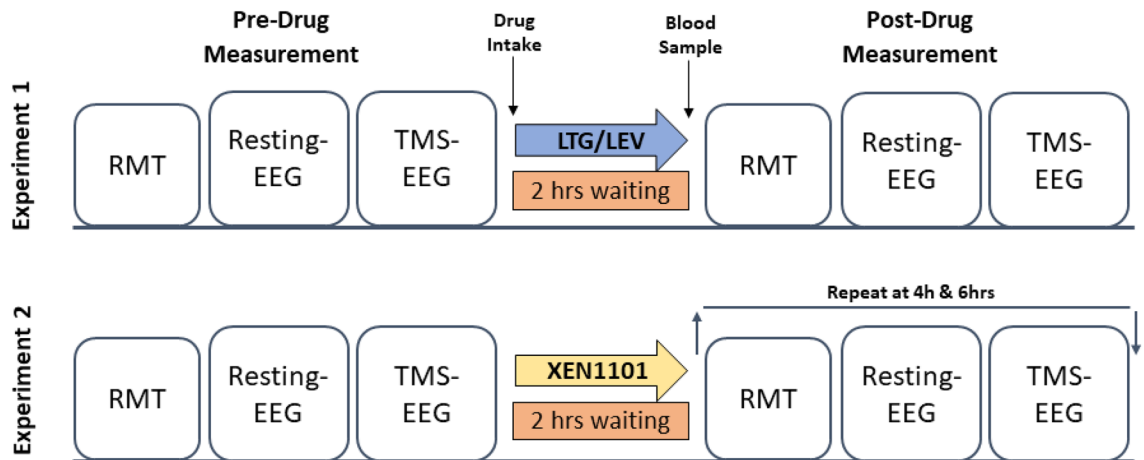 Pre-Drug
Measurement
Drug
Intake
Blood
Sample
Post-Drug
Measurement
Experiment 1
RMT
Resting-
EEG
TMS-
EEG
LTG/LEV
2 hrs waiting
RMT
Resting-
EEG
TMS-
EEG
Repeat at 4h & 6hrs
Experiment 2
RMT
Resting-
EEG
TMS-
EEG
XEN1101
2 hrs waiting
RMT
Resting-
EEG
TMS-
EEG